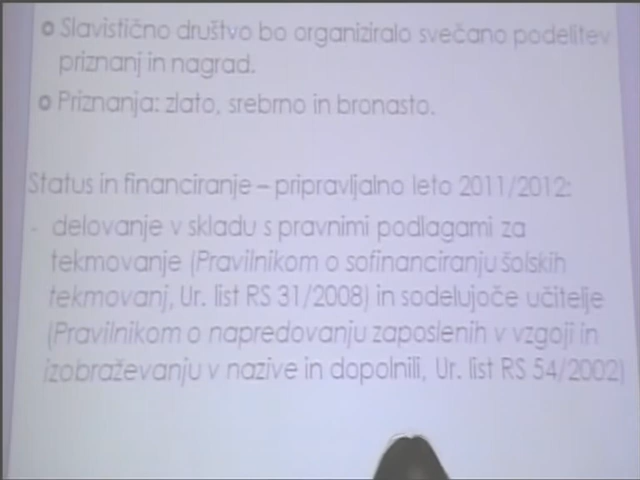 Slavistično društvo bo organiziralo svečano podelitev
priznanj in nagrad.
Priznanja: zlato, srebrno in bronasto.
Status in financiranje – pripravljalno leto 2011/2012:
- delovanje v skladu s pravnimi podlagami za
tekmovanje (Pravilnikom o sofinanciranju šolskih
tekmovanj, Ur. list RS 31/2008) in sodelujoče učitelje
(Pravilnikom o napredovanju zaposlenih v vzgoji in
izobraževanju v nazive in dopolnili, Ur. list RS 54/2002)